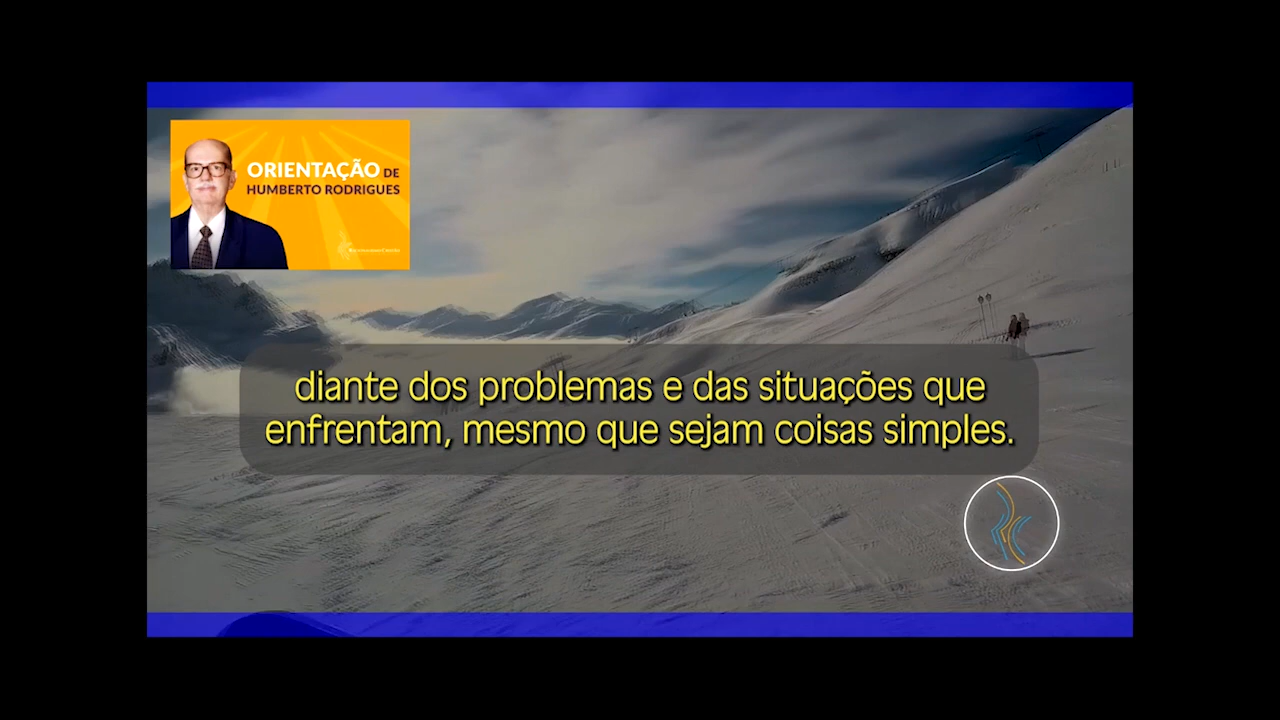 ORIENTAÇÃO DE
HUMBERTO RODRIGUES
diante dos problemas e das situações que
enfrentam, mesmo que sejam coisas simples.